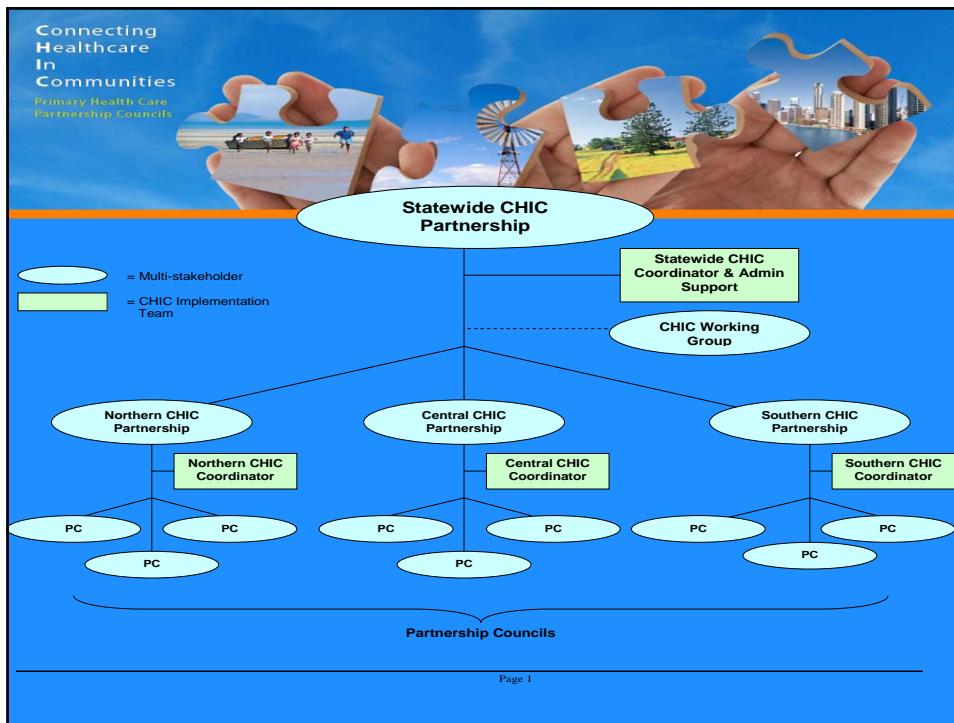 Connecting
Healthcare
In
Communities
Primary Health Care
Partnership Councils
Statewide CHIC
Partnership
= Multi-stakeholder
= CHIC Implementation
Team
Statewide CHIC
Coordinator & Admin
Support
CHIC Working
Group
Northern CHIC
Partnership
Central CHIC
Partnership
Southern CHIC
Partnership
Northern CHIC
Coordinator
Central CHIC
Coordinator
Southern CHIC
Coordinator
PC
PC
PC
PC
PC
PC
PC
PC
PC
Partnership Councils
Page 1